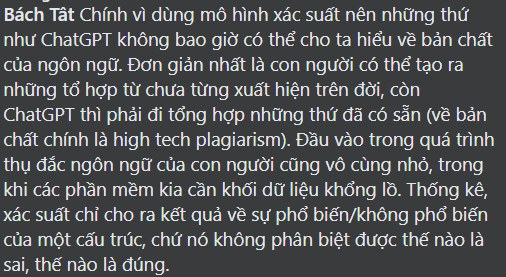 Bách Tât Chính vì dùng mô hình xác suất nên những thứ
như ChatGPT không bao giờ có thể cho ta hiểu về bản chất
của ngôn ngữ. Đơn giản nhất là con người có thể tạo ra
những tổ hợp từ chưa từng xuất hiện trên đời, còn
ChatGPT thì phải đi tổng hợp những thứ đã có sẵn (về bản
chất chính là high tech plagiarism). Đầu vào trong quá trình
thụ đắc ngôn ngữ của con người cũng vô cùng nhỏ, trong
khi các phần mềm kia cần khối dữ liệu khổng lồ. Thống kê,
xác suất chỉ cho ra kết quả về sự phổ biến/không phổ biến
của một cấu trúc, chứ nó không phân biệt được thế nào là
sai, thế nào là đúng.